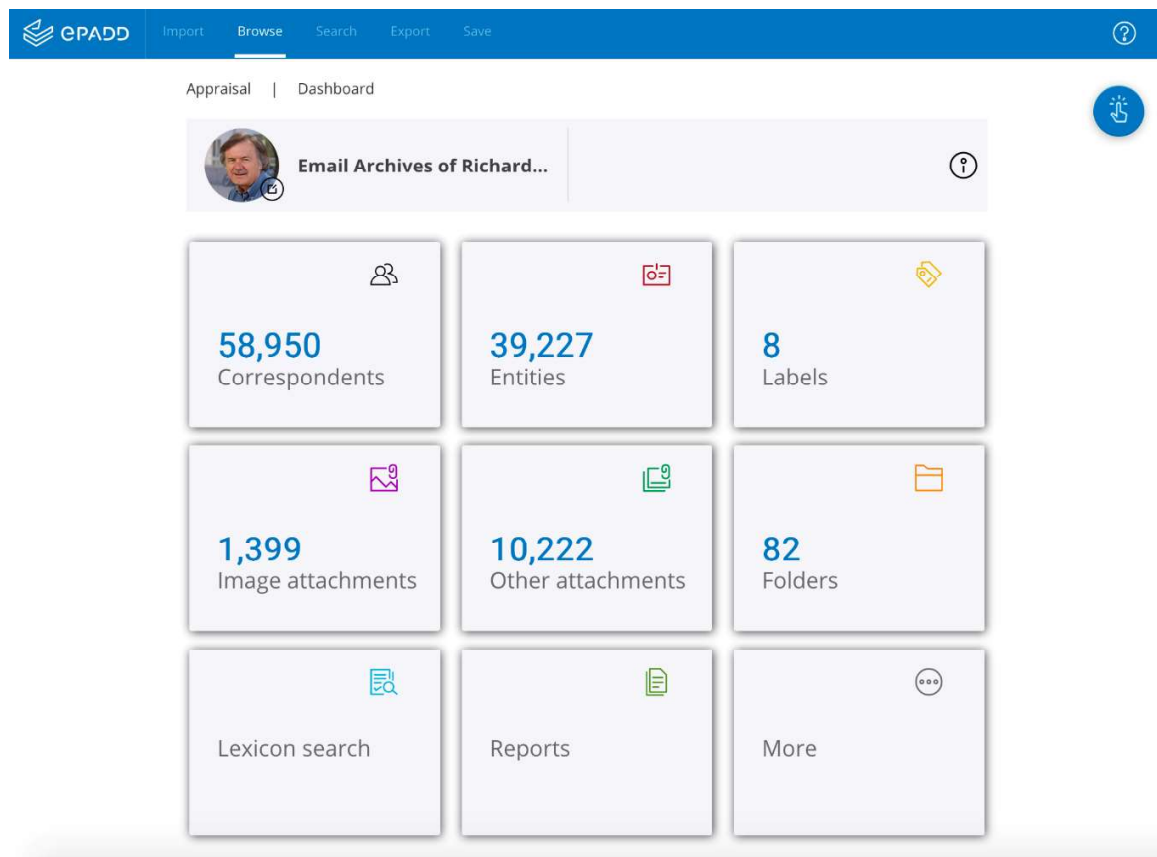 ePADD Import Browse Search Export Save
Appraisal | Dashboard
Email Archives of Richard...
58,950
Correspondents
39,227
Entities
8
Labels
1,399
Image attachments
10,222
Other attachments
82
Folders
Lexicon search
Reports
More